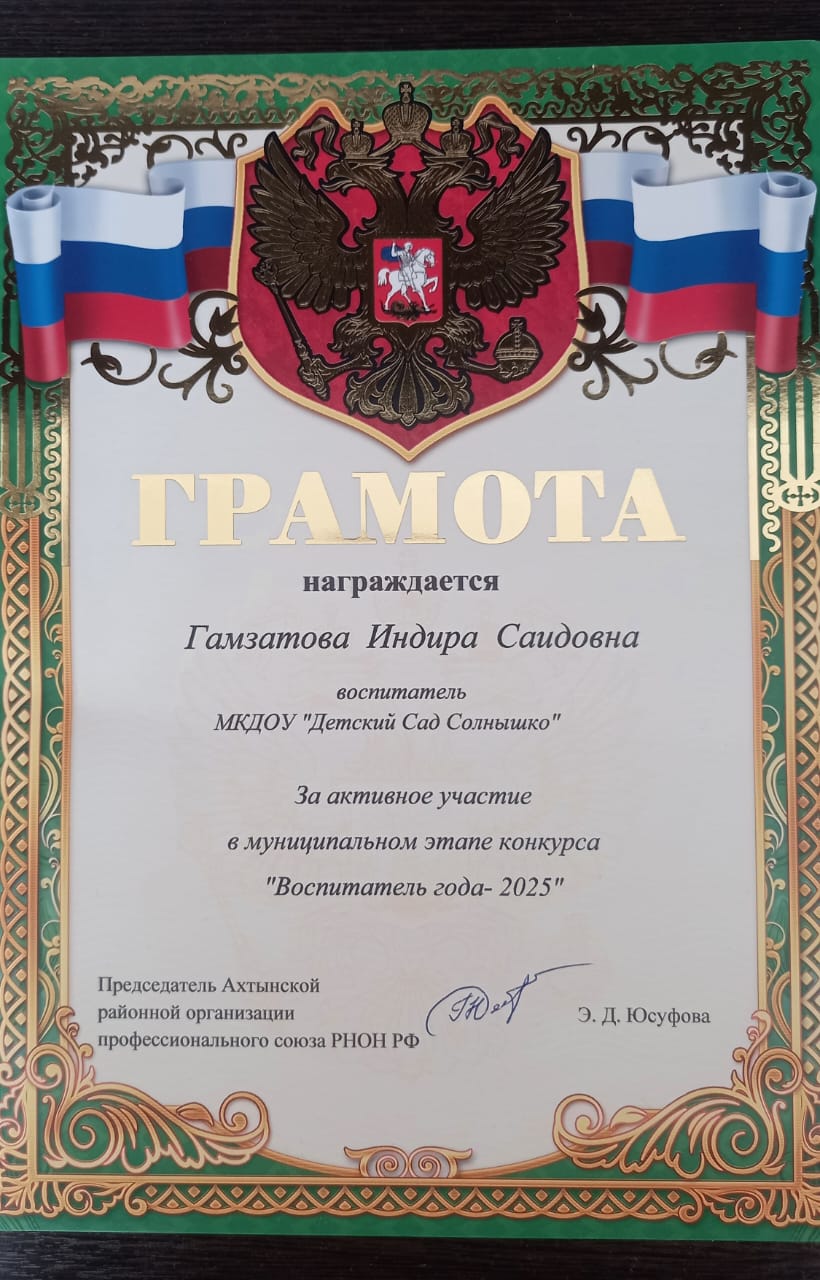 ГРАМОТА
награждается
Гамзатова Индира Саидовна
воспитатель
МКДОУ "Детский Сад Солнышко"
За активное участие
в муниципальном этапе конкурса
"Воспитатель года- 2025"
Председатель Ахтынской
районной организации
профессионального союза РНОН РФ
Э. Д. Юсуфова